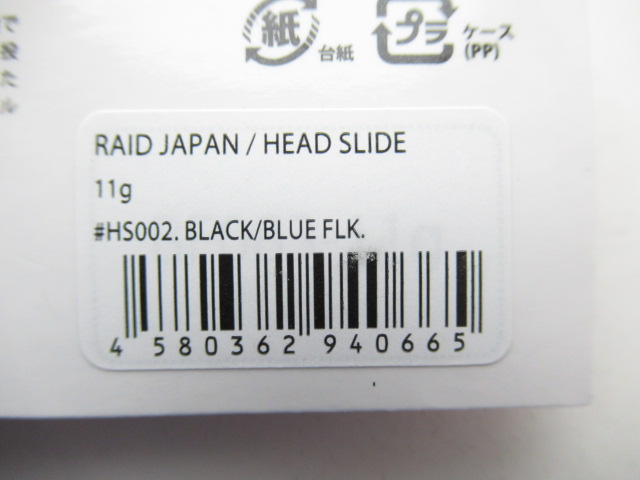 紙
台紙
プラ
ケース
(PP)
RAID JAPAN / HEAD SLIDE
11g
#HS002. BLACK/BLUE FLK.
4 580362 940665